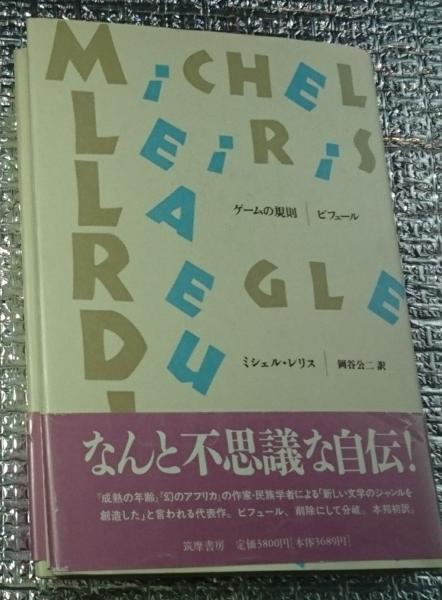 MiCHEL
LEiRiS
LA
REGLE
DU
ゲームの規則 | ビフュール
ミシェル・レリス | 岡谷公二 訳
なんと不思議な自伝!
『成熟の年齢』『幻のアフリカ』の作家・民族学者による「新しい文学のジャンルを
創造した」と言われる代表作。ビフュール、削除にして分岐。本邦初訳。
筑摩書房 定価3800円[本体3689円]